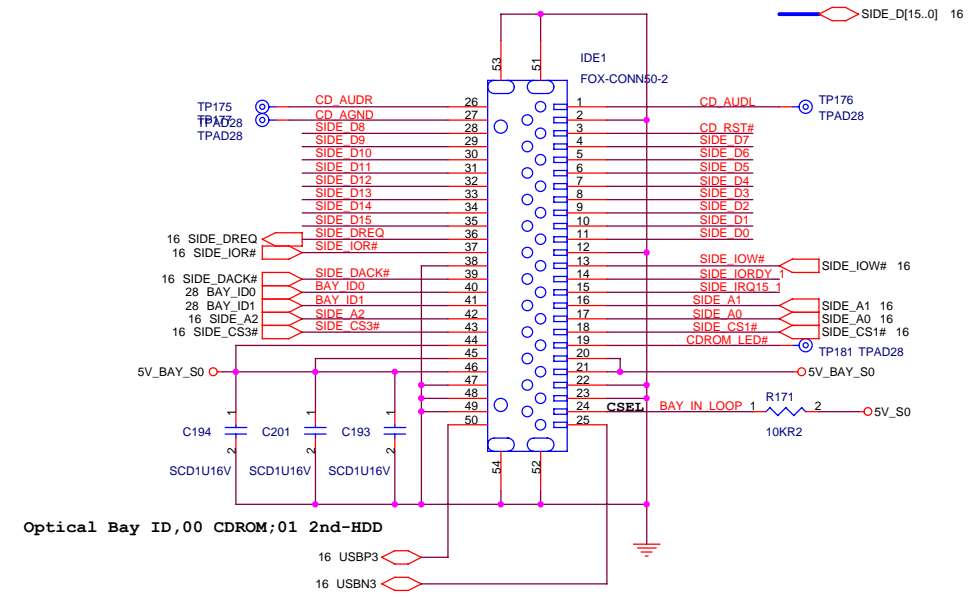 SIDE_D[15..0] 16
53
51
IDE1
FOX-CONN50-2
TP175
TPAD28
CD_AUDR 26
1 CD_AUDL
TP176
TPAD28
TP177
TPAD28
CD_AGND 27
2
SIDE_D8 28
3 CD_RST#
SIDE_D9 29
4 SIDE_D7
SIDE_D10 30
5 SIDE_D6
SIDE_D11 31
6 SIDE_D5
SIDE_D12 32
7 SIDE_D4
SIDE_D13 33
8 SIDE_D3
SIDE_D14 34
9 SIDE_D2
SIDE_D15 35
10 SIDE_D1
16 SIDE_DREQ SIDE_DREQ 36
11 SIDE_D0
16 SIDE_IOR# SIDE_IOR# 37
12
38
13 SIDE_IOW# SIDE_IOW# 16
16 SIDE_DACK# SIDE_DACK# 39
14 SIDE_IORDY_1
28 BAY_ID0 BAY_ID0 40
15 SIDE_IRQ15_1
28 BAY_ID1 BAY_ID1 41
16 SIDE_A1 SIDE_A1 16
16 SIDE_A2 SIDE_A2 42
17 SIDE_A0 SIDE_A0 16
16 SIDE_CS3# SIDE_CS3# 43
18 SIDE_CS1# SIDE_CS1# 16
44
19 CDROM_LED# TP181 TPAD28
45
20
5V_BAY_S0 46
21 5V_BAY_S0
47
22
48
23
49
24 CSEL BAY_IN_LOOP 1 R171 2 5V_S0
10KR2
50
25
1
1
1
C194
C201
C193
2
2
2
SCD1U16V
SCD1U16V
SCD1U16V
54
52
Optical Bay ID,00 CDROM;01 2nd-HDD
16 USBP3
16 USBN3